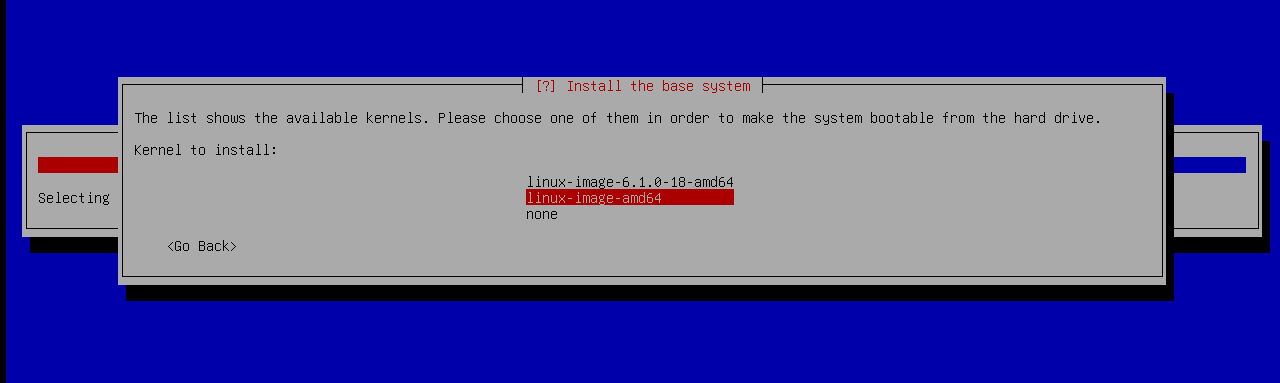 [?] Install the base system
The list shows the available kernels. Please choose one of them in order to make the system bootable from the hard drive.
Kernel to install:
linux-image-6.1.0-18-amd64
linux-image-amd64
none
Selecting
<Go Back>